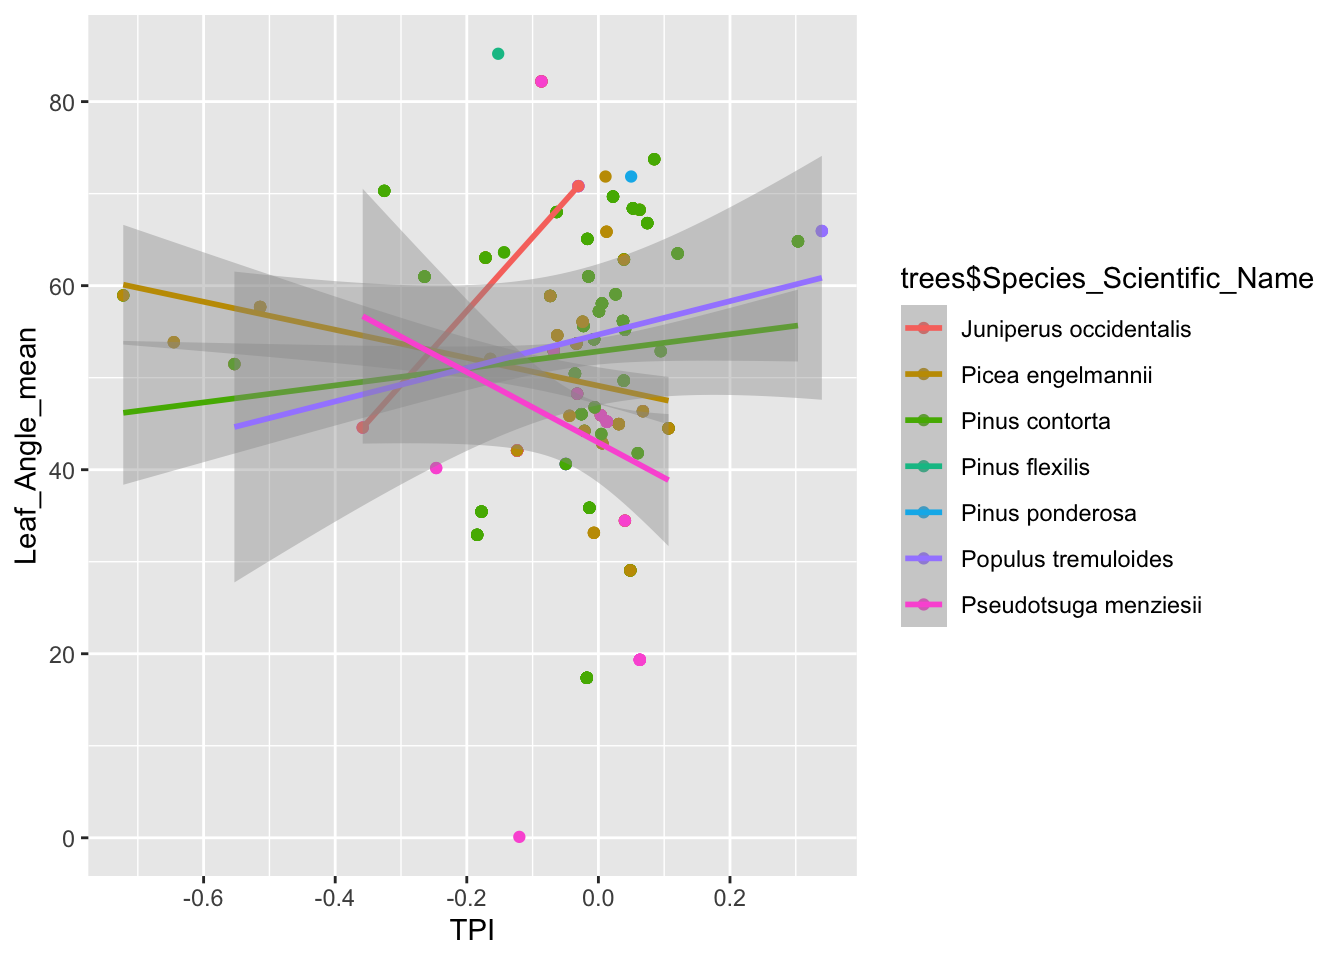 Leaf_Angle_mean
80
60
40
20
0
-0.6 -0.4 -0.2 0.0 0.2
TPI
trees$Species_Scientific_Name
Juniperus occidentalis
Picea engelmannii
Pinus contorta
Pinus flexilis
Pinus ponderosa
Populus tremuloides
Pseudotsuga menziesii